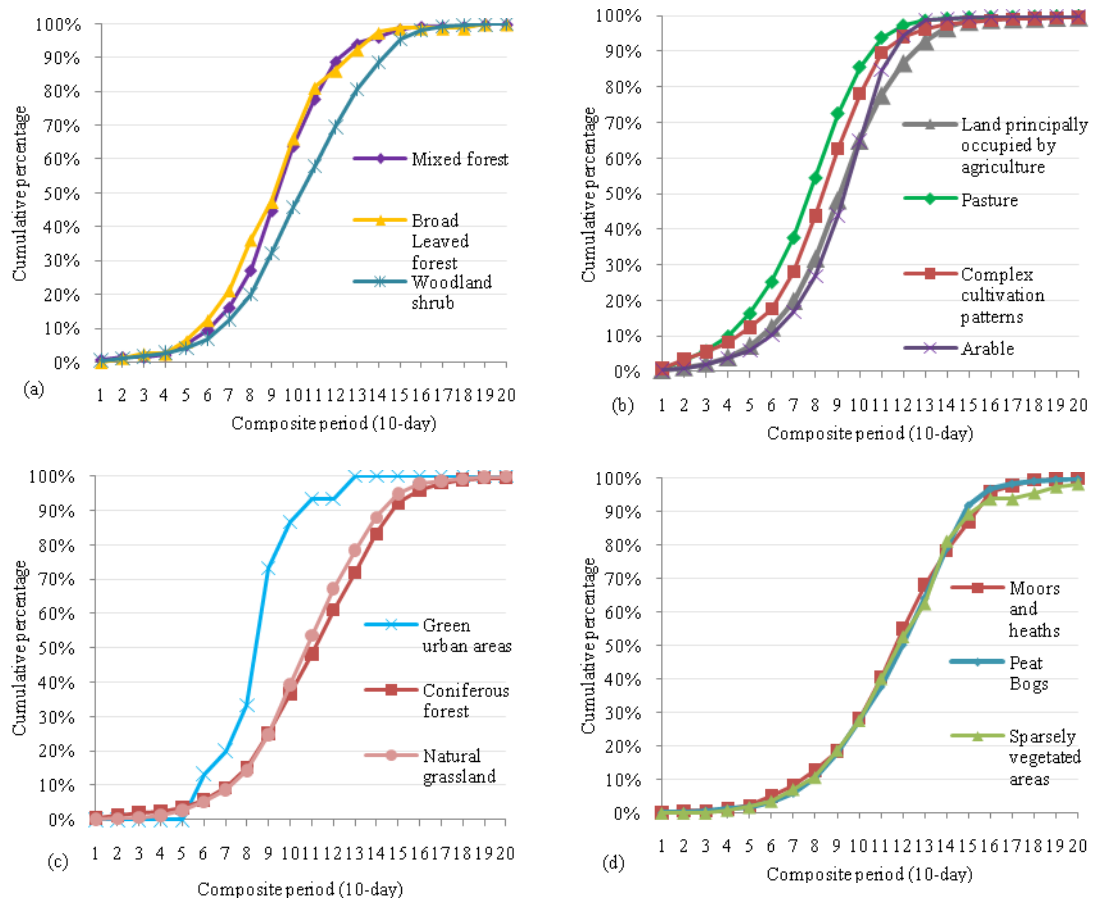 100%
90%
80%
70%
60%
50%
40%
30%
20%
10%
0%
Cumulative percentage
Mixed forest
Broad
Leaved
forest
Woodland
shrub
1 2 3 4 5 6 7 8 9 10 11 12 13 14 15 16 17 18 19 20
(a)
Composite period (10-day)
100%
90%
80%
70%
60%
50%
40%
30%
20%
10%
0%
Cumulative percentage
Land principally
occupied by
agriculture
Pasture
Complex
cultivation
patterns
Arable
1 2 3 4 5 6 7 8 9 10 11 12 13 14 15 16 17 18 19 20
(b)
Composite period (10-day)
100%
90%
80%
70%
60%
50%
40%
30%
20%
10%
0%
Cumulative percentage
Green
urban areas
Coniferous
forest
Natural
grassland
1 2 3 4 5 6 7 8 9 10 11 12 13 14 15 16 17 18 19 20
(c)
Composite period (10-day)
100%
90%
80%
70%
60%
50%
40%
30%
20%
10%
0%
Cumulative percentage
Moors
and
heaths
Peat
Bogs
Sparsely
vegetated
areas
1 2 3 4 5 6 7 8 9 10 11 12 13 14 15 16 17 18 19 20
(d)
Composite period (10-day)